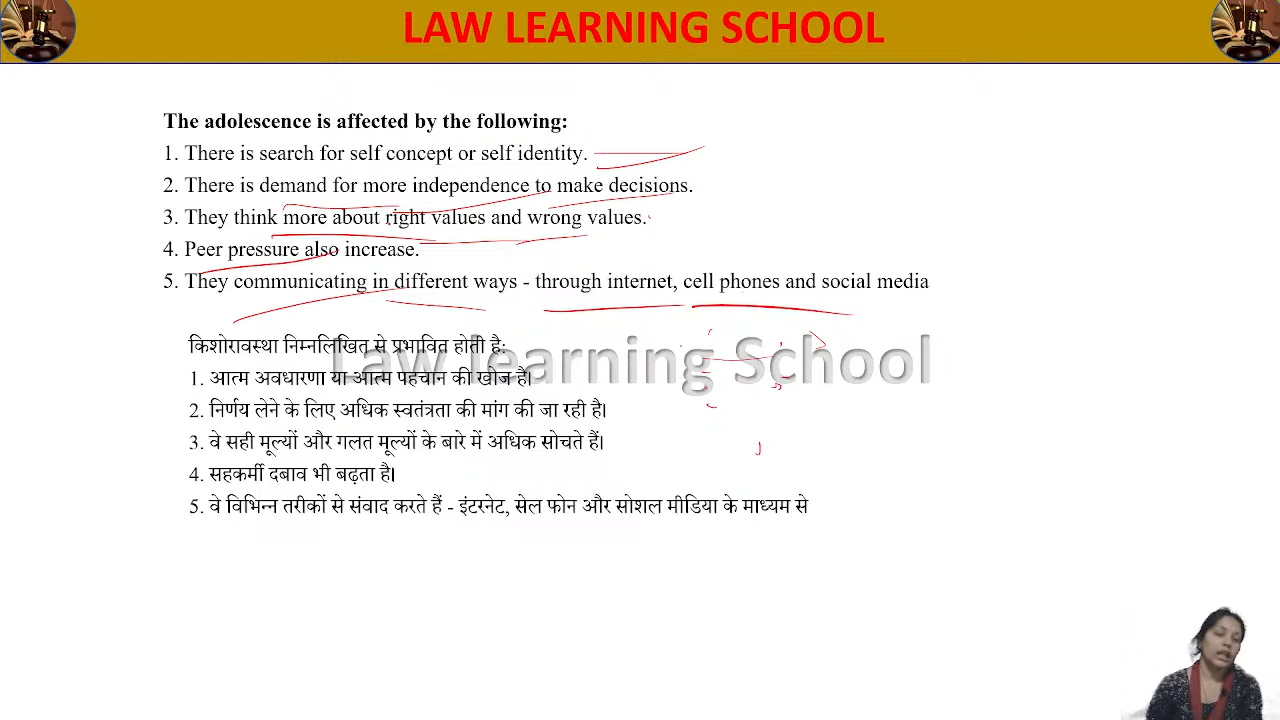 LAW LEARNING SCHOOL
The adolescence is affected by the following:
1. There is search for self concept or self identity.
2. There is demand for more independence to make decisions.
3. They think more about right values and wrong values.
4. Peer pressure also increase.
5. They communicating in different ways - through internet, cell phones and social media
किशोरावस्था निम्नलिखित से प्रभावित होती है:
Law learning School
1. आत्म अवधारणा या आत्म पहचान की खीज है।
2. निर्णय लेने के लिए अधिक स्वतंत्रता की मांग की जा रही है।
3. वे सही मूल्यों और गलत मूल्यों के बारे में अधिक सोचते हैं।
4. सहकर्मी दबाव भी बढ़ता है।
5. वे विभिन्न तरीकों से संवाद करते हैं - इंटरनेट, सेल फोन और सोशल मीडिया के माध्यम से